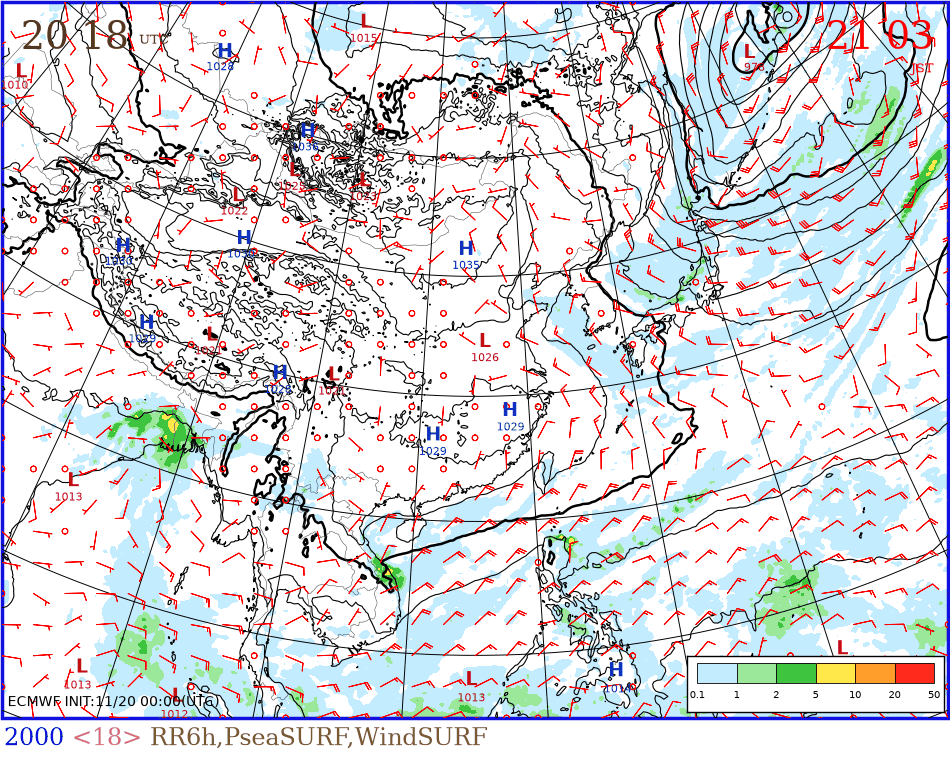 20 18 UTC
21 03
JST
L
1010
H
1028
L
1015
L
976
H
1036
L
L
1022
L
H
H
H
1035
H
1029
L
L
1026
H
L
H
1029
H
1029
L
1013
L
1013
L
1012
L
1013
H
L
0.1 1 2 5 10 20 50
ECMWF INIT:11/20 00:00(UTC)
2000 <18> RR6h,PseaSURF,WindSURF